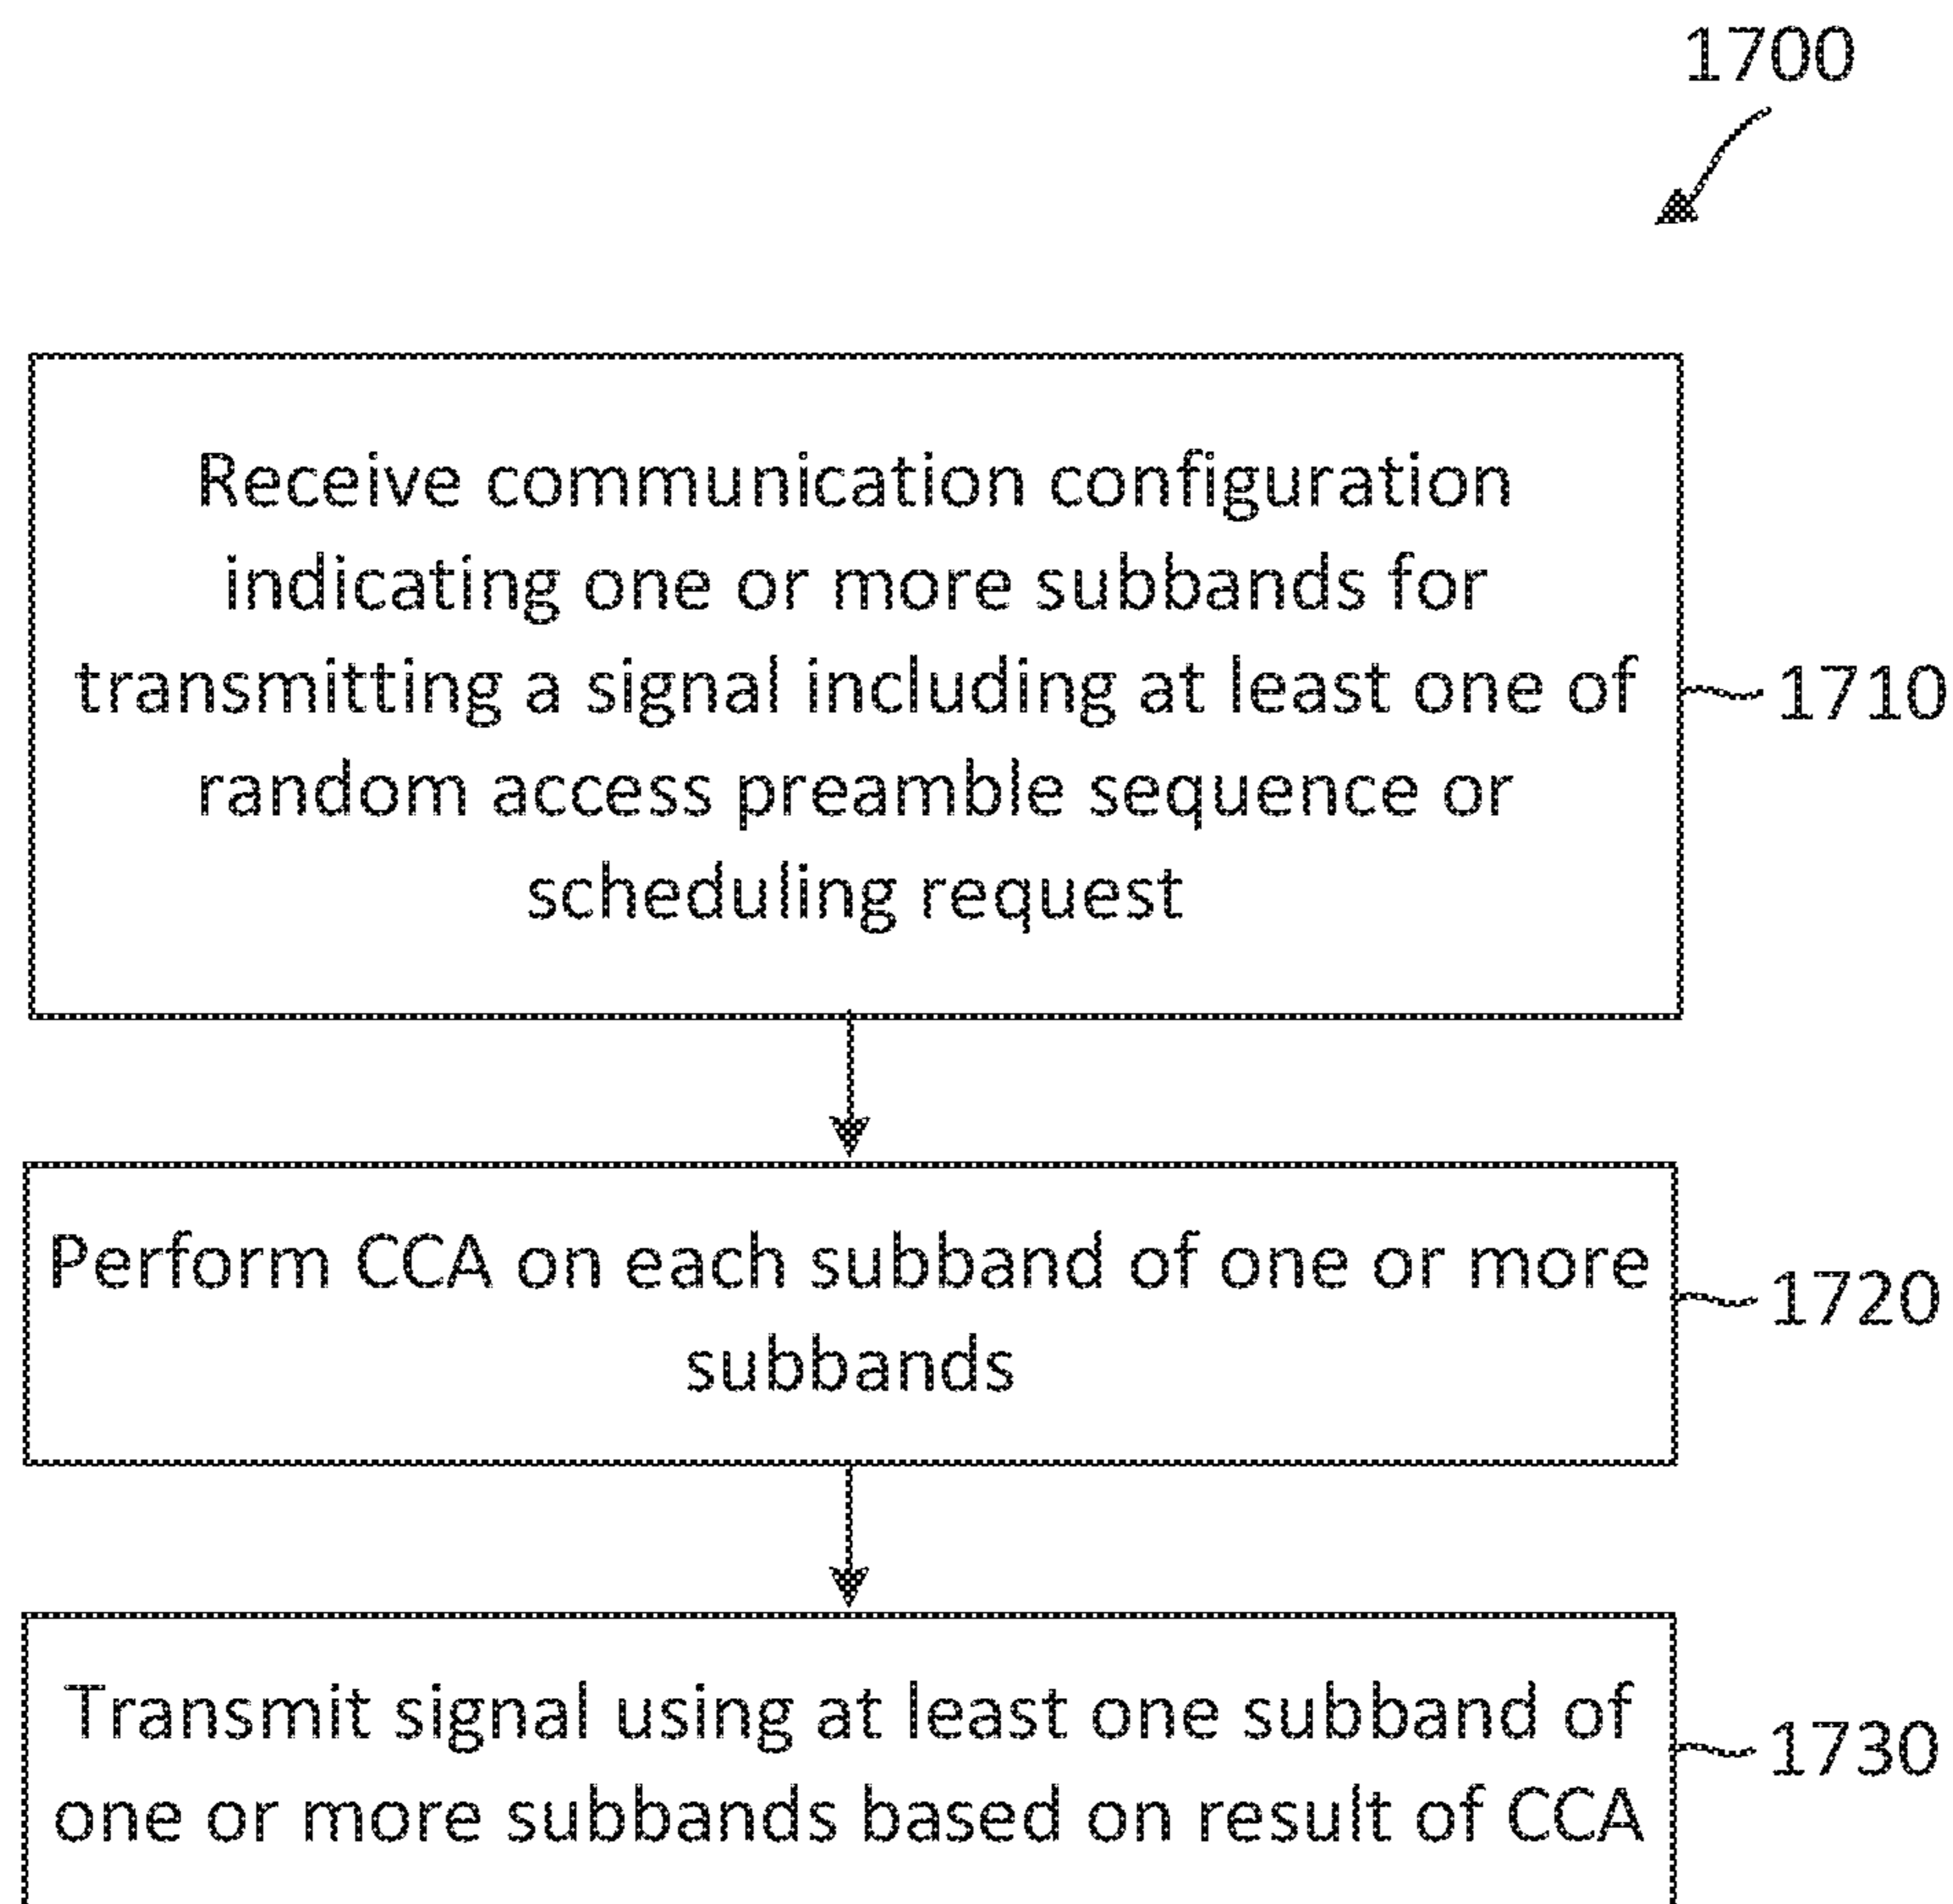 1700
Receive communication configuration
indicating one or more subbands for
transmitting a signal including at least one of
random access preamble sequence or
scheduling request
1710
Perform CCA on each subband of one or more
subbands
1720
Transmit signal using at least one subband of
one or more subbands based on result of CCA
1730